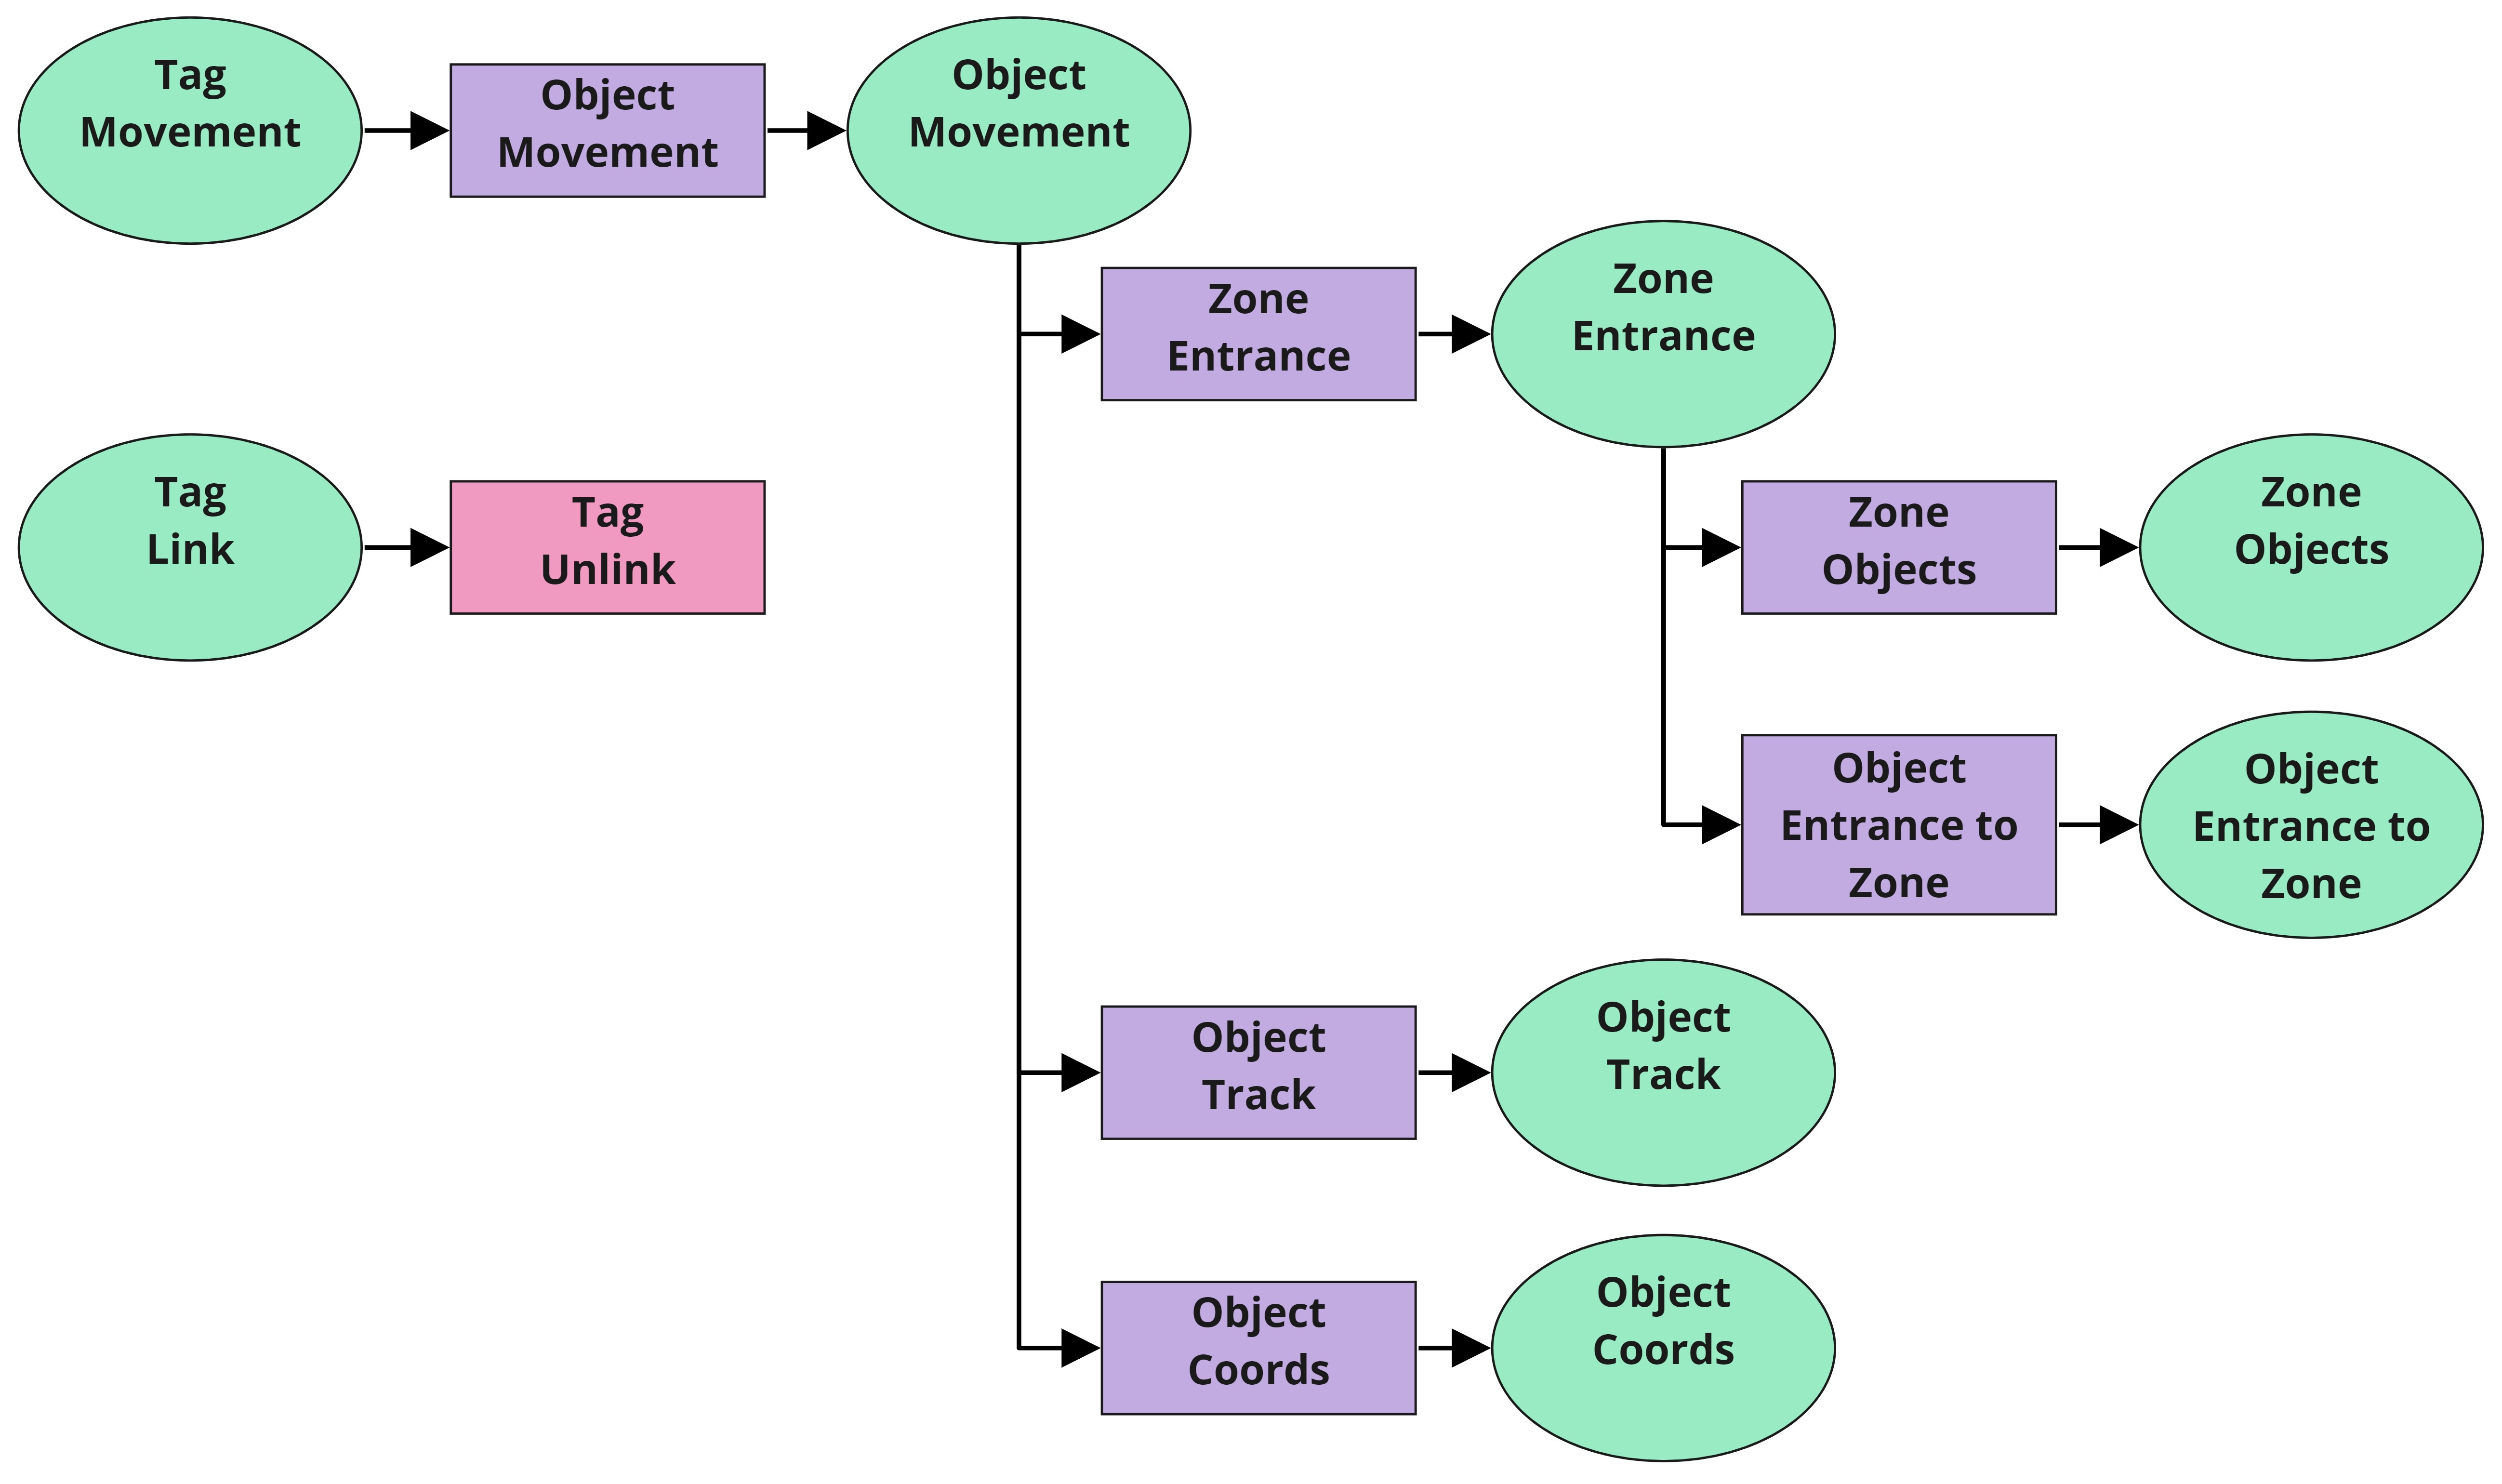 Tag
Movement
Object
Movement
Object
Movement
Zone
Entrance
Zone
Entrance
Tag
Link
Tag
Unlink
Zone
Objects
Zone
Objects
Object
Entrance to
Zone
Object
Entrance to
Zone
Object
Track
Object
Track
Object
Coords
Object
Coords